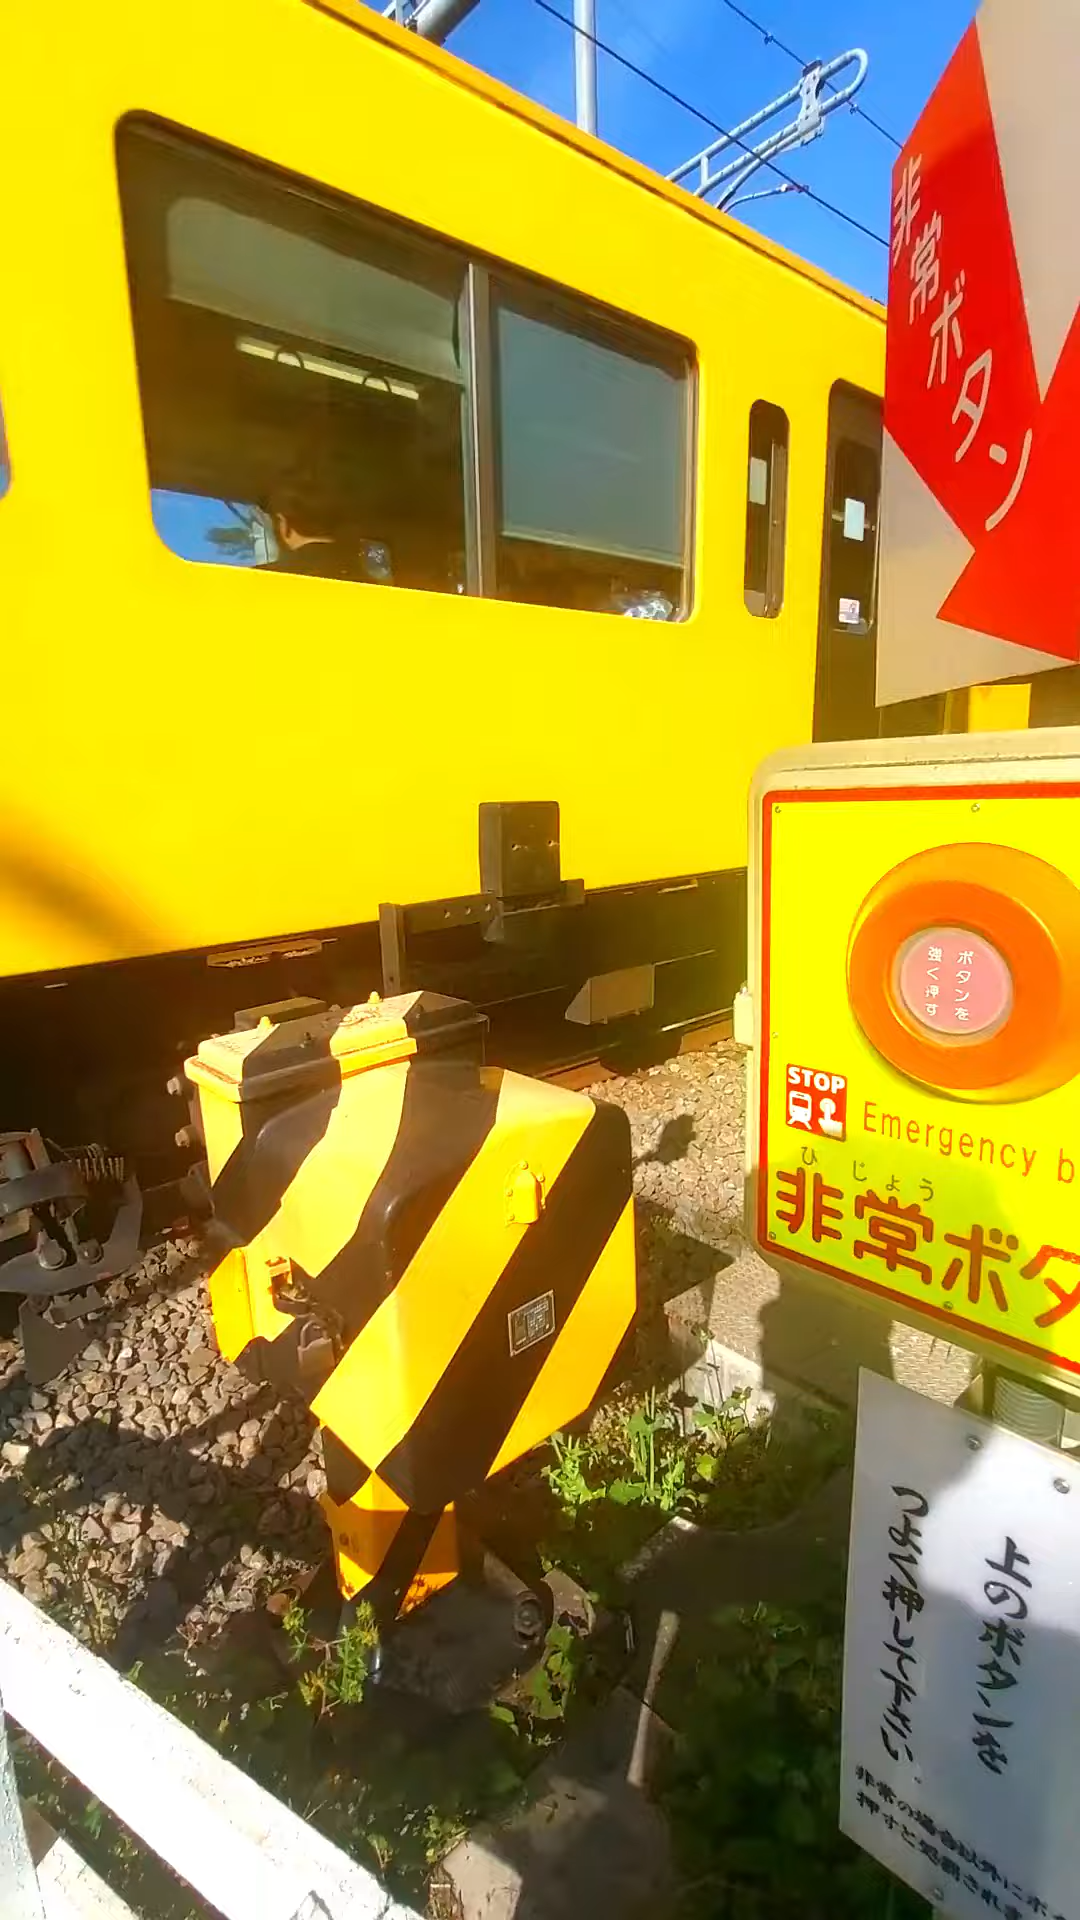 非常ボタン
ボタンを
強く押す
STOP
Emergency b
ひじょう
非常ボタ
上のボタンを
つよく押して下さい
非常の場合以外にボ
押すと処罰されま